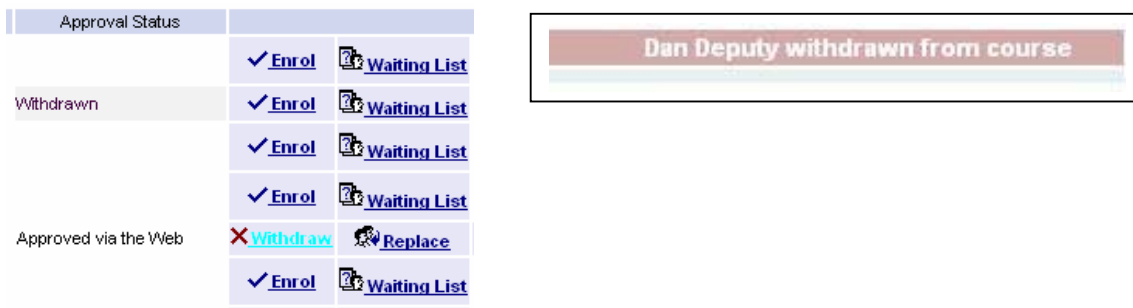 Approval Status
Enrol Waiting List
Withdrawn Enrol Waiting List
Enrol Waiting List
Enrol Waiting List
Approved via the Web Withdraw Replace
Enrol Waiting List
Dan Deputy withdrawn from course